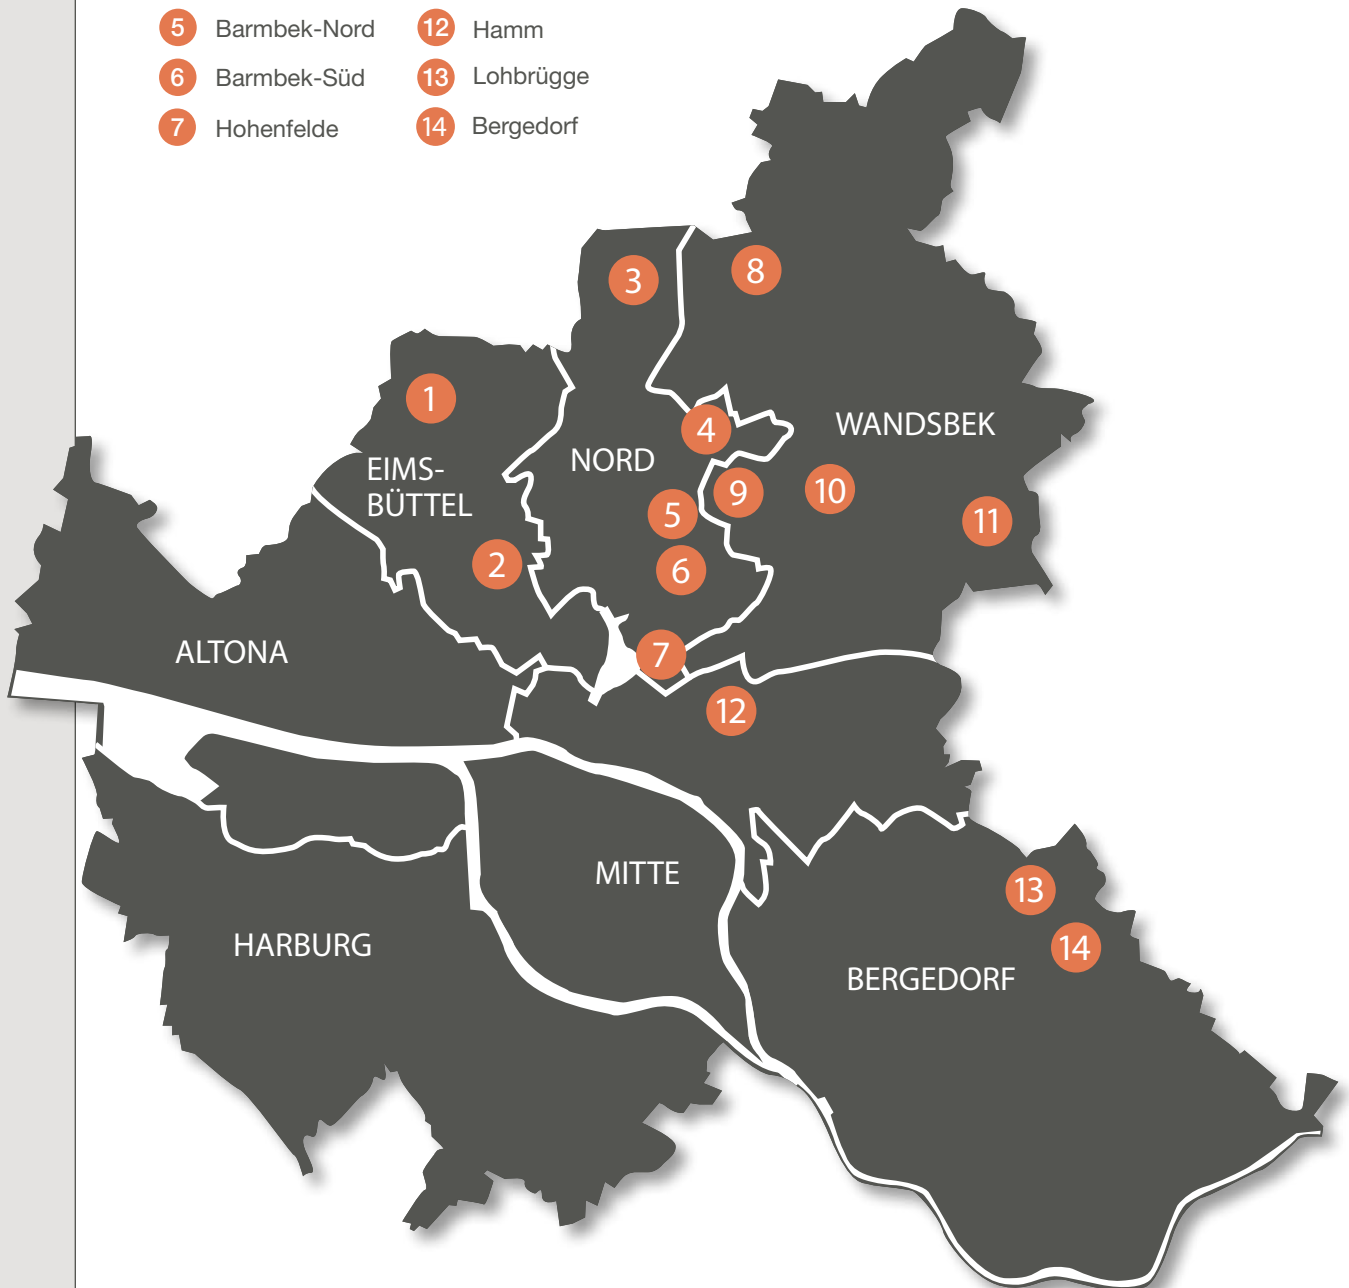 5 Barmbek-Nord
6 Barmbek-Süd
7 Hohenfelde
12 Hamm
13 Lohbrügge
14 Bergedorf
3
8
1
4
WANDSBEK
NORD
EIMS-
BÜTTEL
9
10
5
11
2
6
ALTONA
7
12
MITTE
13
HARBURG
14
BERGEDORF